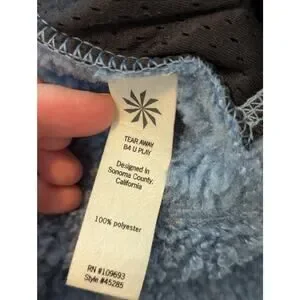 TEAR AWAY
B4 U PLAY
Designed in
Sonoma County,
California
100% polyester
RN #109693
Style #45285